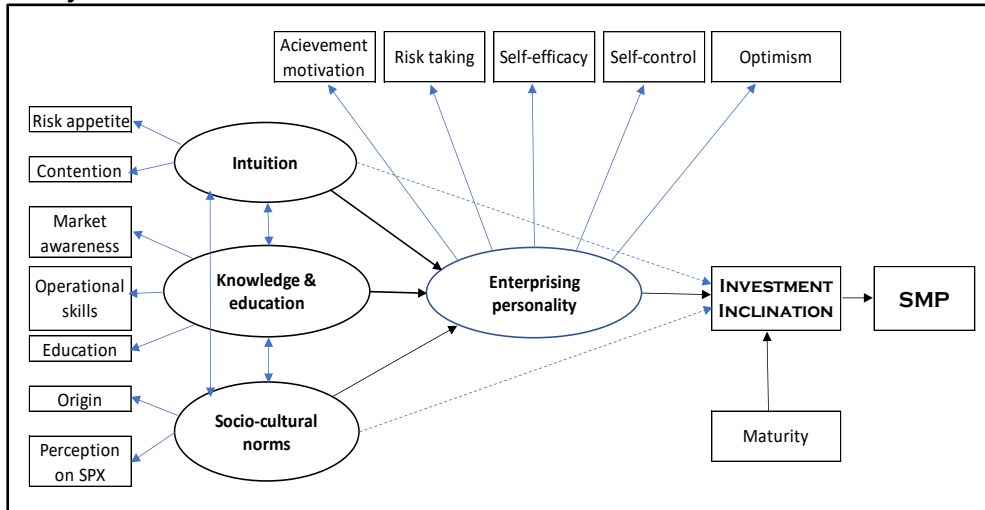 Acievement
motivation
Risk taking
Self-efficacy
Self-control
Optimism
Risk appetite
Contention
Market
awareness
Operational
skills
Education
Origin
Perception
on SPX
Intuition
Knowledge &
education
Socio-cultural
norms
Enterprising
personality
INVESTMENT
INCLINATION
SMP
Maturity